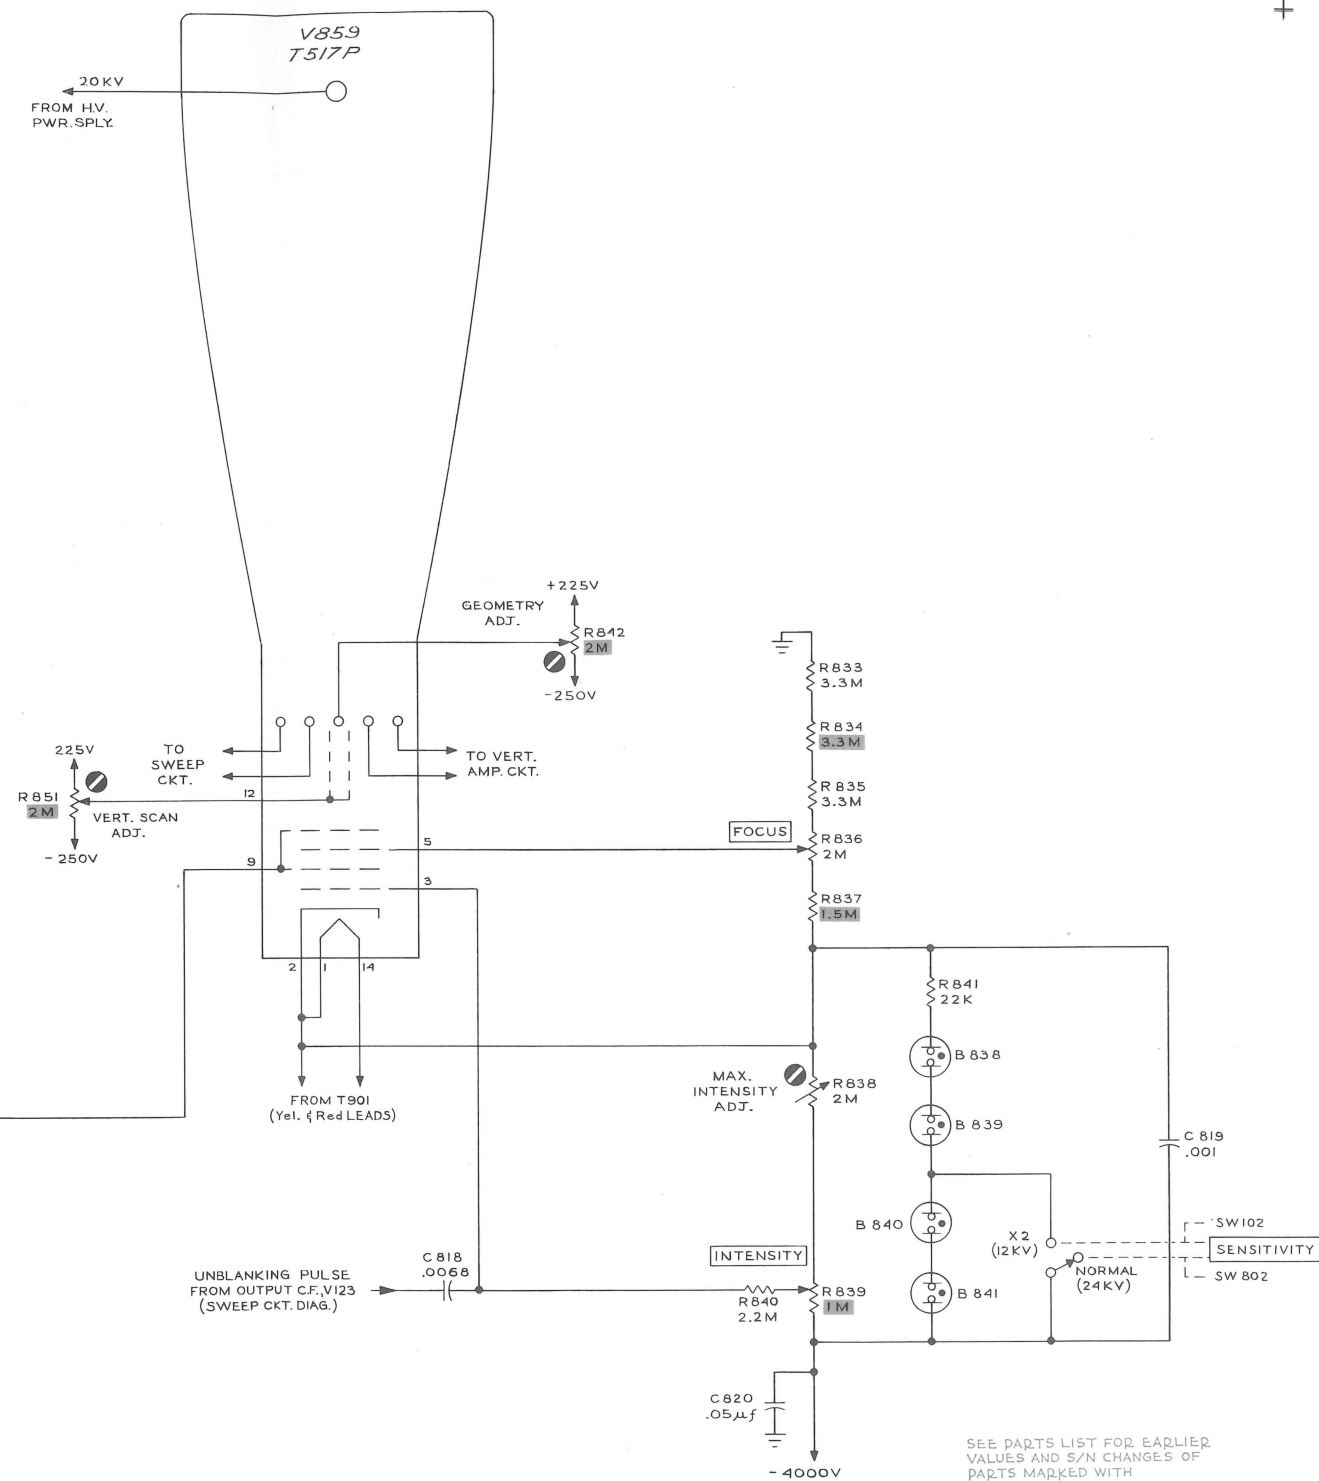 V859
T517P
20KV
FROM H.V.
PWR. SPLY.
+225V
GEOMETRY
ADJ.
R842
2M
-250V
R833
3.3M
R834
3.3M
R835
3.3M
225V
TO
SWEEP
CKT.
TO VERT.
AMP. CKT.
R851
2M
12
VERT. SCAN
ADJ.
-250V
FOCUS
R836
2M
5
9
3
R837
1.5M
2
1
14
R841
22K
B838
FROM T901
(Yel. & Red LEADS)
MAX.
INTENSITY
ADJ.
R838
2M
B839
C819
.001
B840
X2
(12KV)
SW102
SENSITIVITY
SW802
NORMAL
(24KV)
INTENSITY
C818
.0068
UNBLANKING PULSE
FROM OUTPUT C.F., V123
(SWEEP CKT. DIAG.)
R840
2.2M
R839
1M
B841
C820
.05µf
-4000V
SEE PARTS LIST FOR EARLIER
VALUES AND S/N CHANGES OF
PARTS MARKED WITH